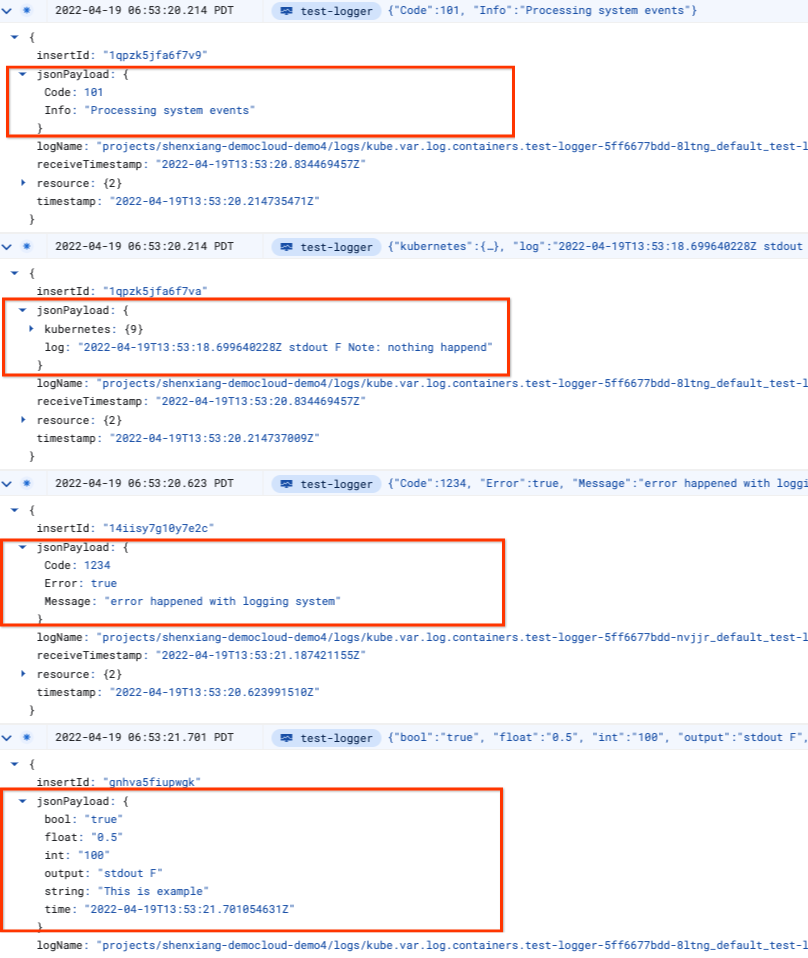 2022-04-19 06:53:20.214 PDT test-logger {"Code":101, "Info":"Processing system events"}
{
insertId: "1qpzk5jfa6f7v9"
jsonPayload: {
Code: 101
Info: "Processing system events"
}
logName: "projects/shenxiang-democloud-demo4/logs/kube.var.log.containers.test-logger-5ff6677bdd-8ltng_default_test-l
receiveTimestamp: "2022-04-19T13:53:20.834469457Z"
resource: {2}
timestamp: "2022-04-19T13:53:20.214735471Z"
}
2022-04-19 06:53:20.214 PDT test-logger {"kubernetes":{…}, "log":"2022-04-19T13:53:18.699640228Z stdout
{
insertId: "1qpzk5jfa6f7va"
jsonPayload: {
kubernetes: {9}
log: "2022-04-19T13:53:18.699640228Z stdout F Note: nothing happend"
}
logName: "projects/shenxiang-democloud-demo4/logs/kube.var.log.containers.test-logger-5ff6677bdd-8ltng_default_test-l
receiveTimestamp: "2022-04-19T13:53:20.834469457Z"
resource: {2}
timestamp: "2022-04-19T13:53:20.214737009Z"
}
2022-04-19 06:53:20.623 PDT test-logger {"Code":1234, "Error":true, "Message":"error happened with loggi
{
insertId: "14iisy7g10y7e2c"
jsonPayload: {
Code: 1234
Error: true
Message: "error happened with logging system"
}
logName: "projects/shenxiang-democloud-demo4/logs/kube.var.log.containers.test-logger-5ff6677bdd-nvjjr_default_test-l
receiveTimestamp: "2022-04-19T13:53:21.187421155Z"
resource: {2}
timestamp: "2022-04-19T13:53:20.623991510Z"
}
2022-04-19 06:53:21.701 PDT test-logger {"bool":"true", "float":"0.5", "int":"100", "output":"stdout F",
{
insertId: "gnhva5fiupwgk"
jsonPayload: {
bool: "true"
float: "0.5"
int: "100"
output: "stdout F"
string: "This is example"
time: "2022-04-19T13:53:21.701054631Z"
}
logName: "projects/shenxiang-democloud-demo4/logs/kube.var.log.containers.test-logger-5ff6677bdd-8ltng_default_test-l